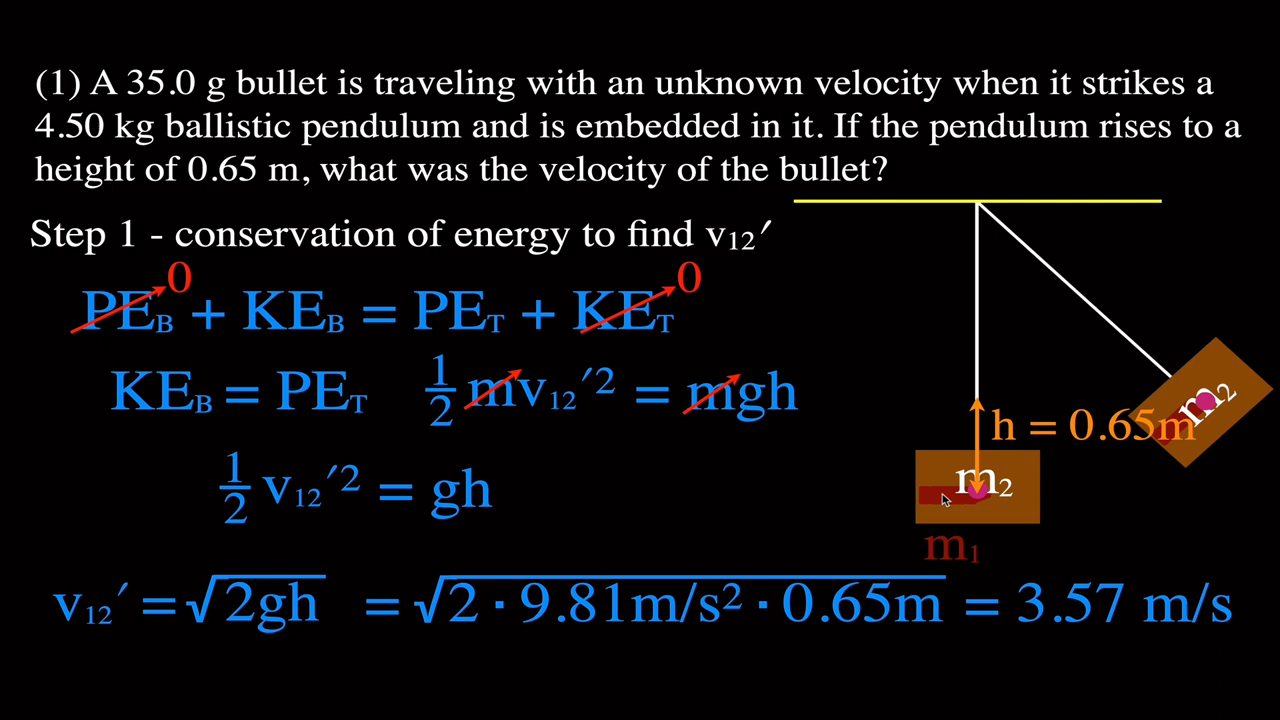 (1) A 35.0 g bullet is traveling with an unknown velocity when it strikes a
4.50 kg ballistic pendulum and is embedded in it. If the pendulum rises to a
height of 0.65 m, what was the velocity of the bullet?
Step 1 - conservation of energy to find v₁₂′
PE_B 0 + KE_B = PE_T + KE_T 0
KE_B = PE_T ½ mv₁₂′² = mgh
½ v₁₂′² = gh
v₁₂′ = √2gh = √2 · 9.81m/s² · 0.65m = 3.57 m/s
m₂
h = 0.65m
m₂
m₁